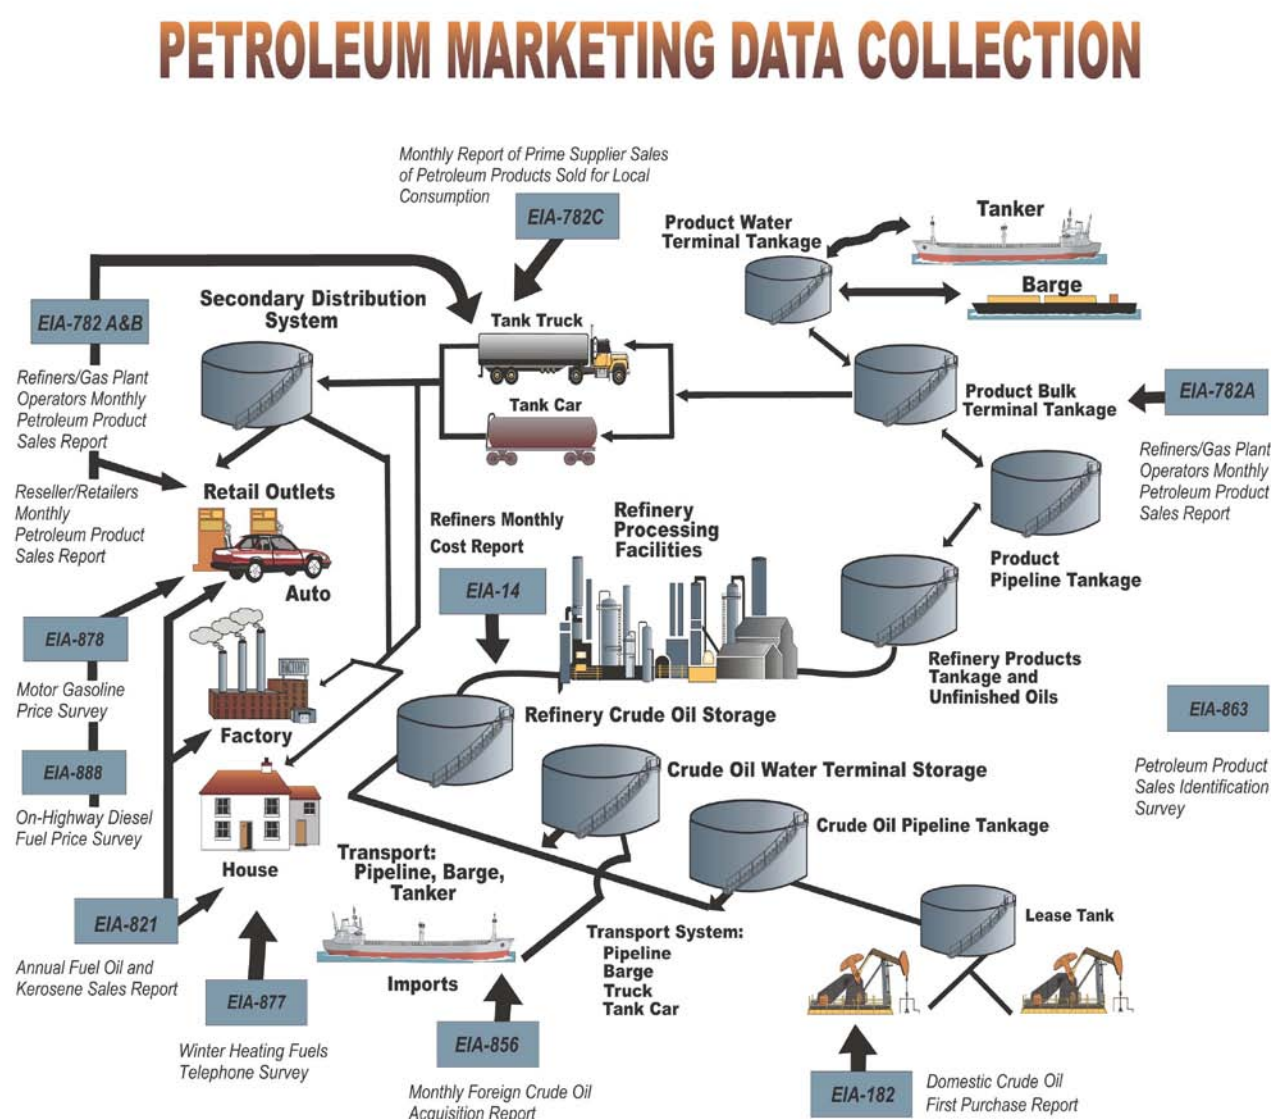 PETROLEUM MARKETING DATA COLLECTION
Monthly Report of Prime Supplier Sales
of Petroleum Products Sold for Local
Consumption
EIA-782C
Product Water
Terminal Tankage
Tanker
Barge
EIA-782 A&B
Refiners/Gas Plant
Operators Monthly
Petroleum Product
Sales Report
Reseller/Retailers
Monthly
Petroleum Product
Sales Report
Secondary Distribution
System
Tank Truck
Tank Car
Product Bulk
Terminal Tankage
EIA-782A
Refiners/Gas Plant
Operators Monthly
Petroleum Product
Sales Report
Retail Outlets
Auto
Refiners Monthly
Cost Report
EIA-14
Refinery
Processing
Facilities
Product
Pipeline Tankage
EIA-878
Motor Gasoline
Price Survey
FACTORY
Factory
Refinery Products
Tankage and
Unfinished Oils
Refinery Crude Oil Storage
EIA-863
Petroleum Product
Sales Identification
Survey
EIA-888
On-Highway Diesel
Fuel Price Survey
House
Crude Oil Water Terminal Storage
Crude Oil Pipeline Tankage
Transport:
Pipeline, Barge,
Tanker
Imports
EIA-821
Annual Fuel Oil and
Kerosene Sales Report
EIA-877
Winter Heating Fuels
Telephone Survey
EIA-856
Monthly Foreign Crude Oil
Acquisition Report
Transport System:
Pipeline
Barge
Truck
Tank Car
Lease Tank
EIA-182
Domestic Crude Oil
First Purchase Report